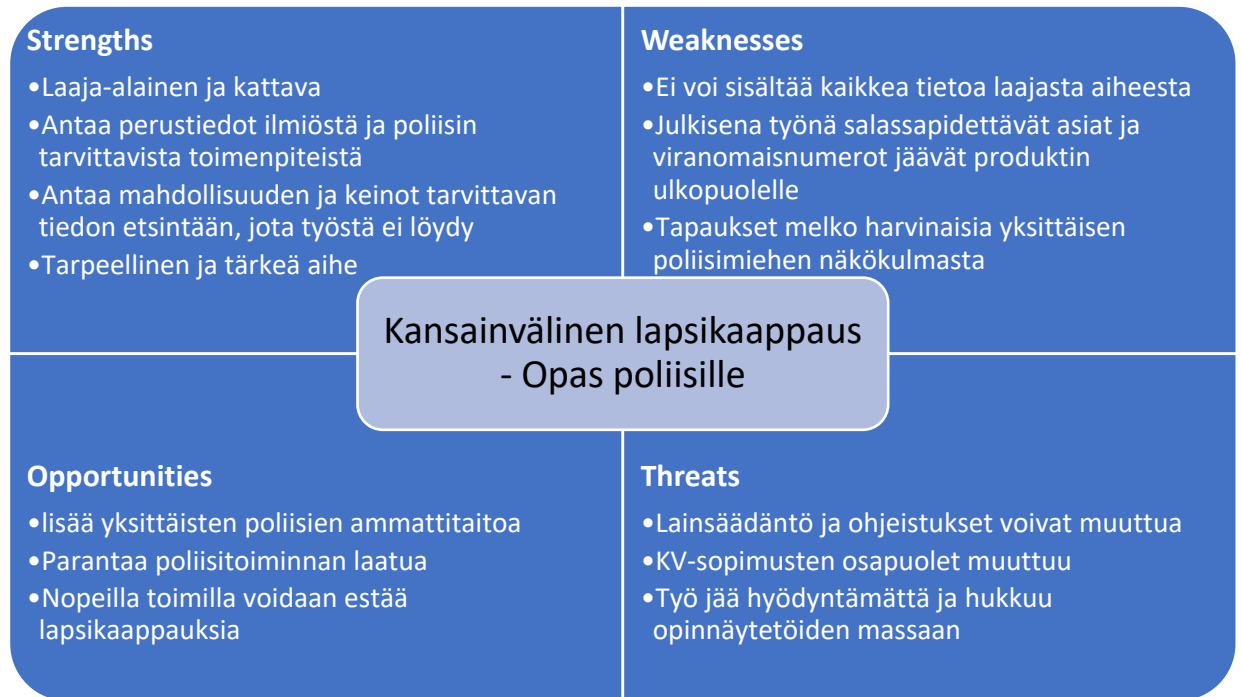 Strengths
•Laaja-alainen ja kattava
•Antaa perustiedot ilmiöstä ja poliisin
tarvittavista toimenpiteistä
•Antaa mahdollisuuden ja keinot tarvittavan
tiedon etsintään, jota työstä ei löydy
•Tarpeellinen ja tärkeä aihe
Weaknesses
•Ei voi sisältää kaikkea tietoa laajasta aiheesta
•Julkisena työnä salassapidettävät asiat ja
viranomaisnumerot jäävät produktin
ulkopuolelle
•Tapaukset melko harvinaisia yksittäisen
poliisimiehen näkökulmasta
Kansainvälinen lapsikaappaus
- Opas poliisille
Opportunities
•lisää yksittäisten poliisien ammattitaitoa
•Parantaa poliisitoiminnan laatua
•Nopeilla toimilla voidaan estää
lapsikaappauksia
Threats
•Lainsäädäntö ja ohjeistukset voivat muuttua
•KV-sopimusten osapuolet muuttuu
•Työ jää hyödyntämättä ja hukkuu
opinnäytetöiden massaan